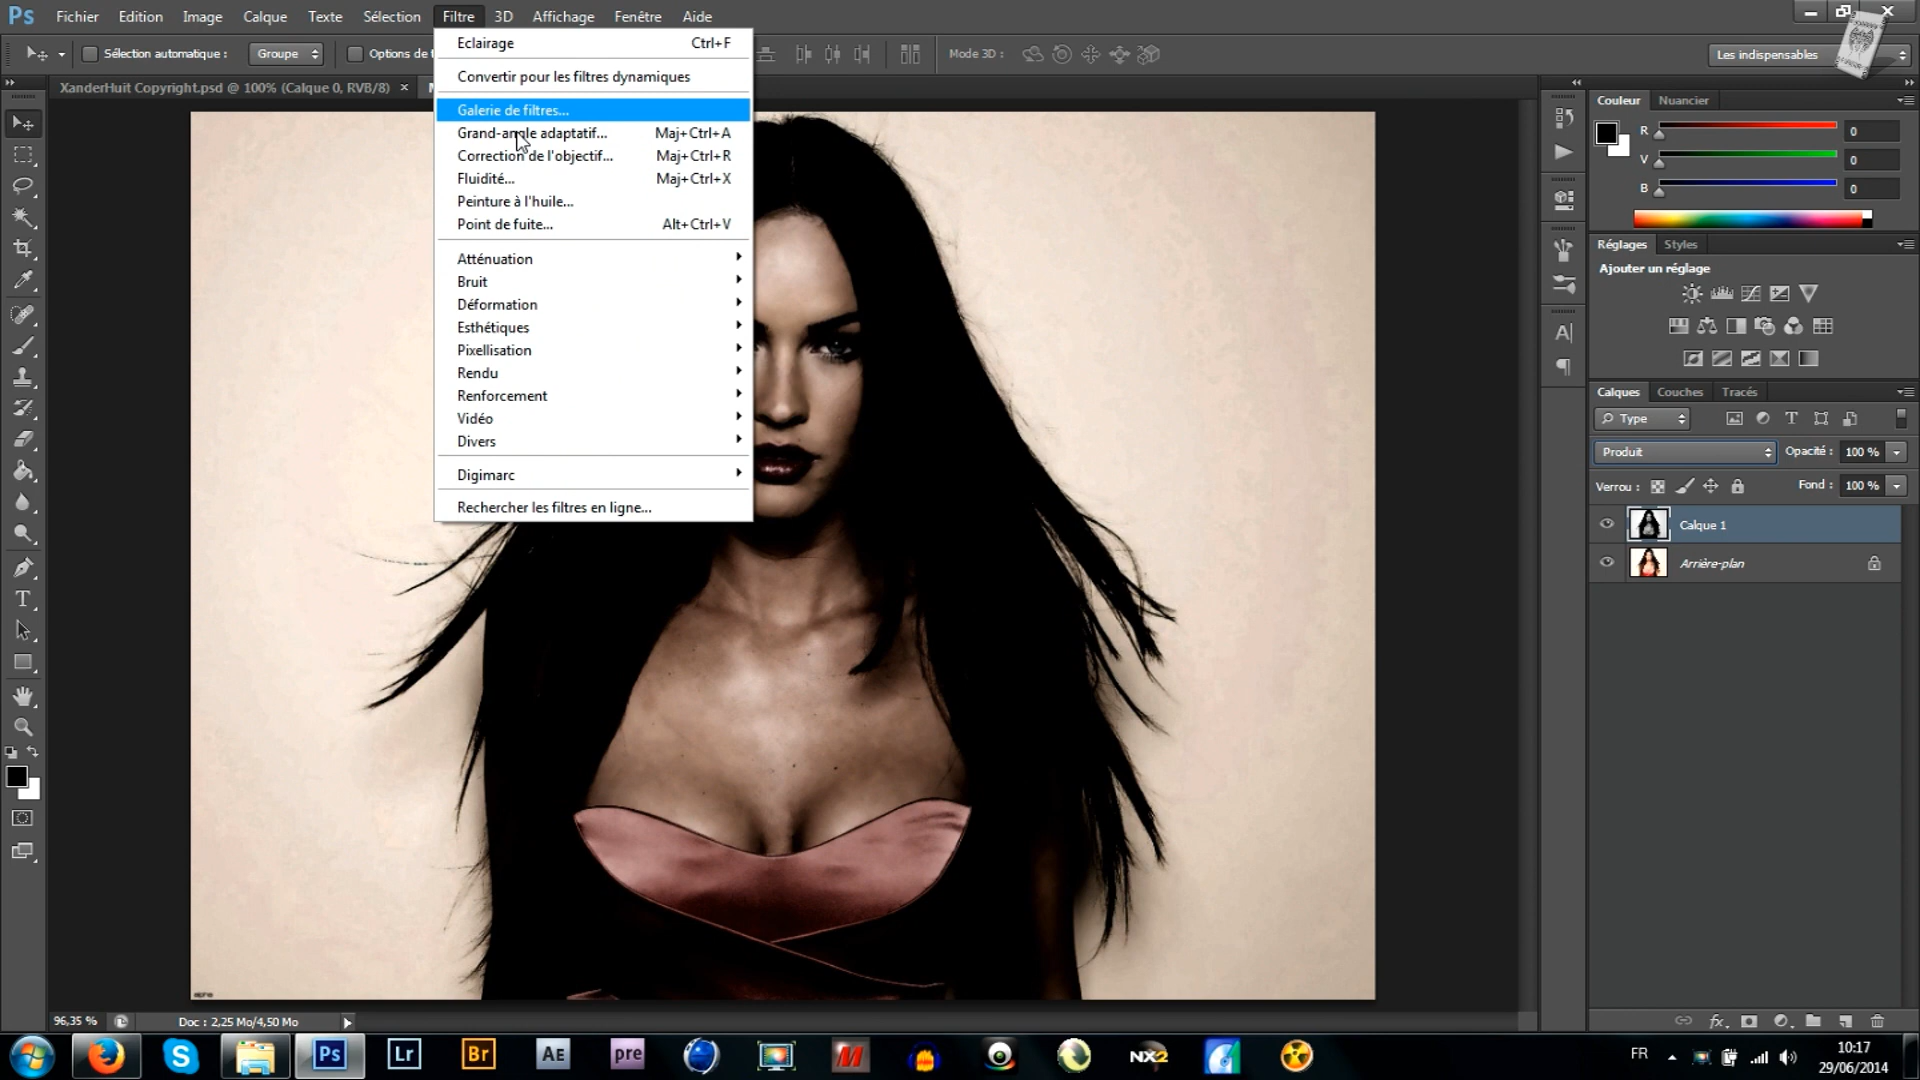 Ps Fichier Edition Image Calque Texte Sélection Filtre 3D Affichage Fenêtre Aide
Sélection automatique : Groupe Options de t Mode 3D : Les indispensables
XanderHuit Copyright.psd @ 100% (Calque 0, RVB/8) ×
Eclairage Ctrl+F
Convertir pour les filtres dynamiques
Galerie de filtres...
Grand-angle adaptatif... Maj+Ctrl+A
Correction de l'objectif... Maj+Ctrl+R
Fluidité... Maj+Ctrl+X
Peinture à l'huile...
Point de fuite... Alt+Ctrl+V
Atténuation
Bruit
Déformation
Esthétiques
Pixellisation
Rendu
Renforcement
Vidéo
Divers
Digimarc
Rechercher les filtres en ligne...
Couleur Nuancier
R 0
V 0
B 0
Réglages Styles
Ajouter un réglage
Calques Couches Tracés
Type
Produit Opacité : 100 %
Verrou : Fond : 100 %
Calque 1
Arrière-plan
96,35 % Doc : 2,25 Mo/4,50 Mo
Ps Lr Br AE pre NX2 FR 10:17
29/06/2014